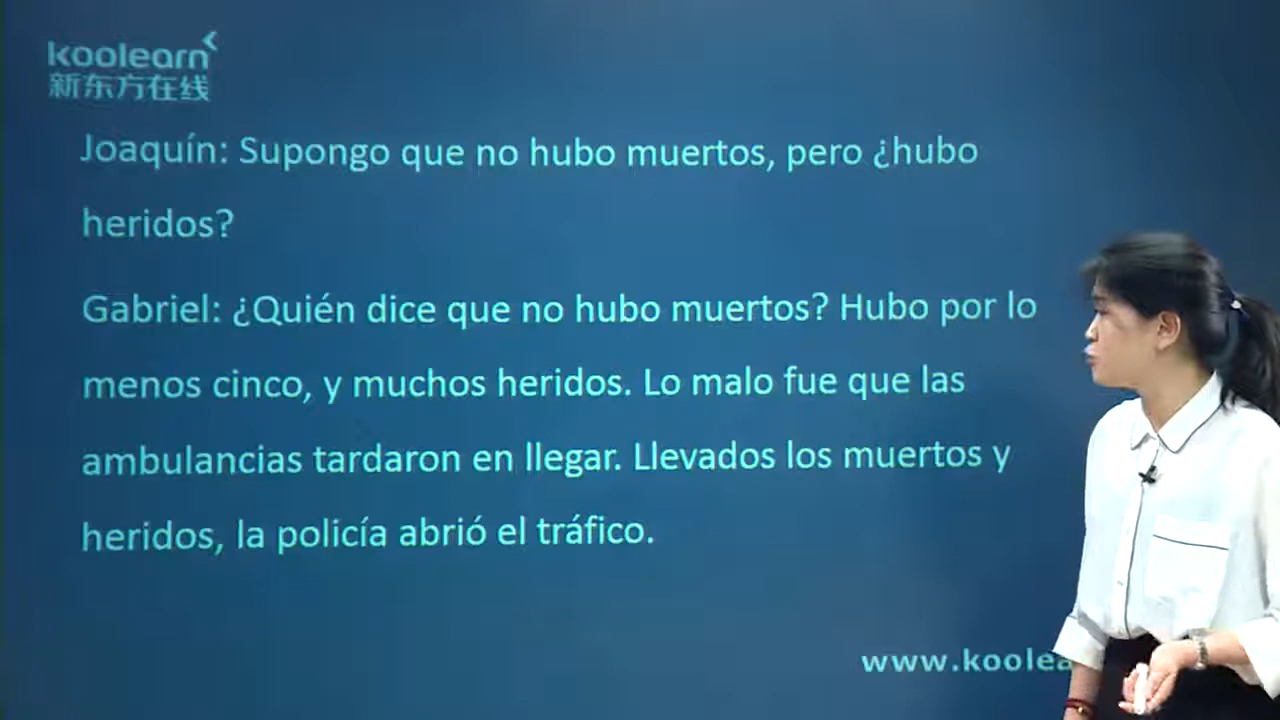 koolearn
新东方在线
Joaquín: Supongo que no hubo muertos, pero ¿hubo
heridos?
Gabriel: ¿Quién dice que no hubo muertos? Hubo por lo
menos cinco, y muchos heridos. Lo malo fue que las
ambulancias tardaron en llegar. Llevados los muertos y
heridos, la policía abrió el tráfico.
www.koolea